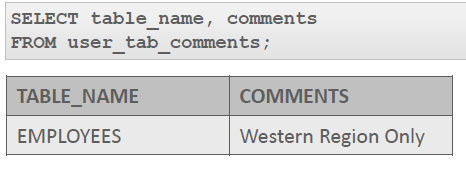 SELECT table_name, comments
FROM user_tab_comments;
TABLE_NAME COMMENTS
EMPLOYEES Western Region Only